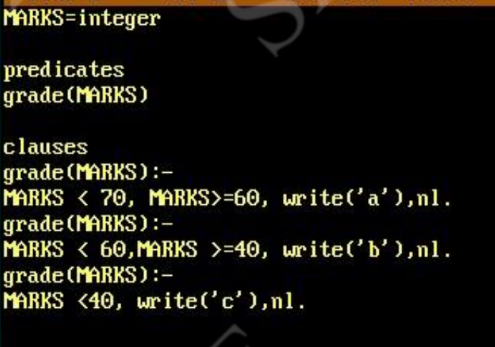 MARKS=integer
predicates
grade(MARKS)
clauses
grade(MARKS):-
MARKS < 70, MARKS>=60, write('a'),nl.
grade(MARKS):-
MARKS < 60,MARKS >=40, write('b'),nl.
grade(MARKS):-
MARKS <40, write('c'),nl.